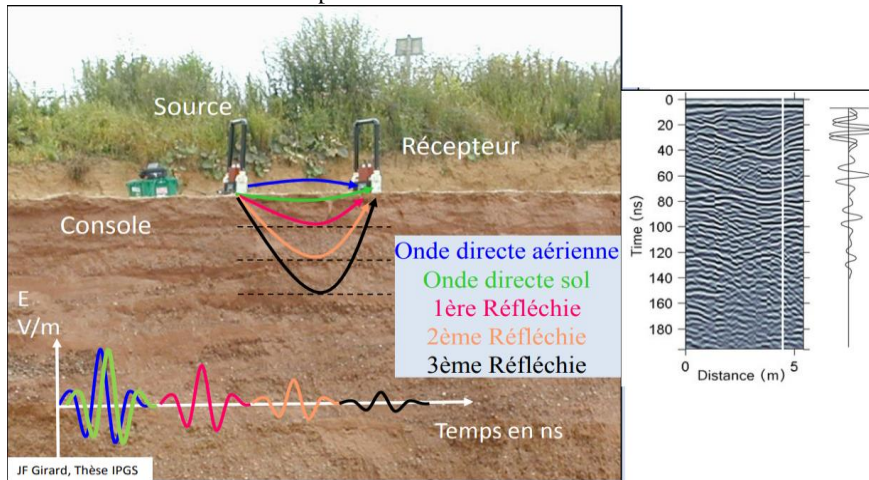 Source
Récepteur
Console
Onde directe aérienne
Onde directe sol
1ère Réfléchie
2ème Réfléchie
3ème Réfléchie
E
V/m
Temps en ns
JF Girard, Thèse IPGS
0
20
40
60
80
100
120
140
160
180
Time (ns)
0
5
Distance (m)